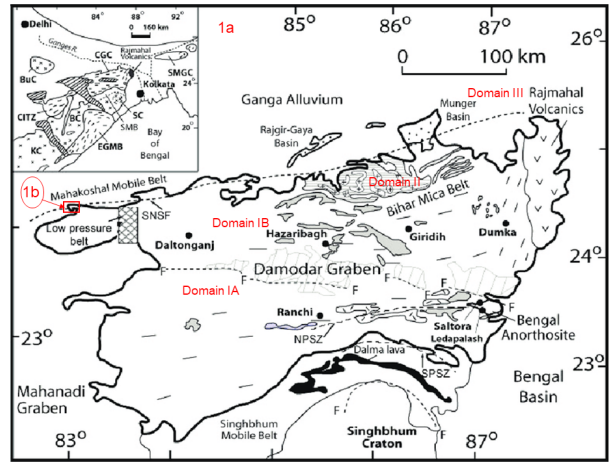 84° 88° 92°
0 160 km
Delhi
Ganges R.
Rajmahal
Volcanics
CGC
SMGC
BuC
Kolkata
24
CITZ
BC
SMB
SC
20
Bay
of
Bengal
EGMB
KC
1a
85°
86°
26°
0 100
km
Domain III
Rajmahal
Volcanics
Munger
Basin
Ganga Alluvium
Rajgir-Gaya
Basin
1b
Mahakoshal Mobile Belt
Domain II
Bihar Mica Belt
SNSF
Low pressure
belt
Domain IB
Daltonganj
Hazaribagh
Giridih
Dumka
24°
Damodar Graben
F F F F F
Domain IA
Ranchi
NPSZ
Saltora
Ledapalash
F
Bengal
Anorthosite
23°
23°
Dalma lava
SPSZ
Mahanadi
Graben
Bengal
Basin
F F
Singhbhum
Mobile Belt
Singhbhum
Craton
83°
87°